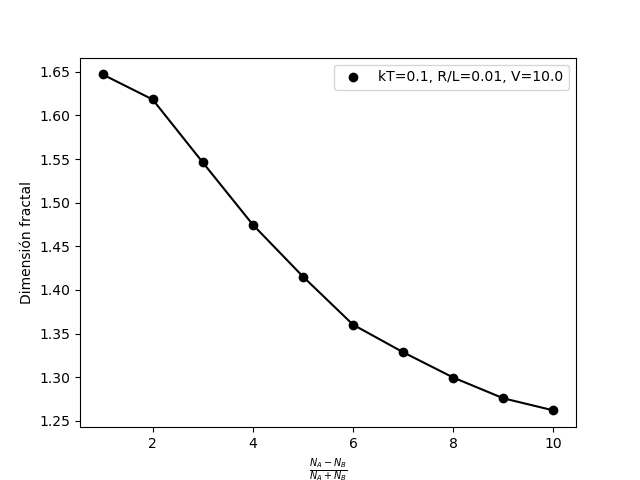 kT=0.1, R/L=0.01, V=10.0
Dimensión fractal
1.65
1.60
1.55
1.50
1.45
1.40
1.35
1.30
1.25
2 4 6 8 10
N_A − N_B
N_A + N_B